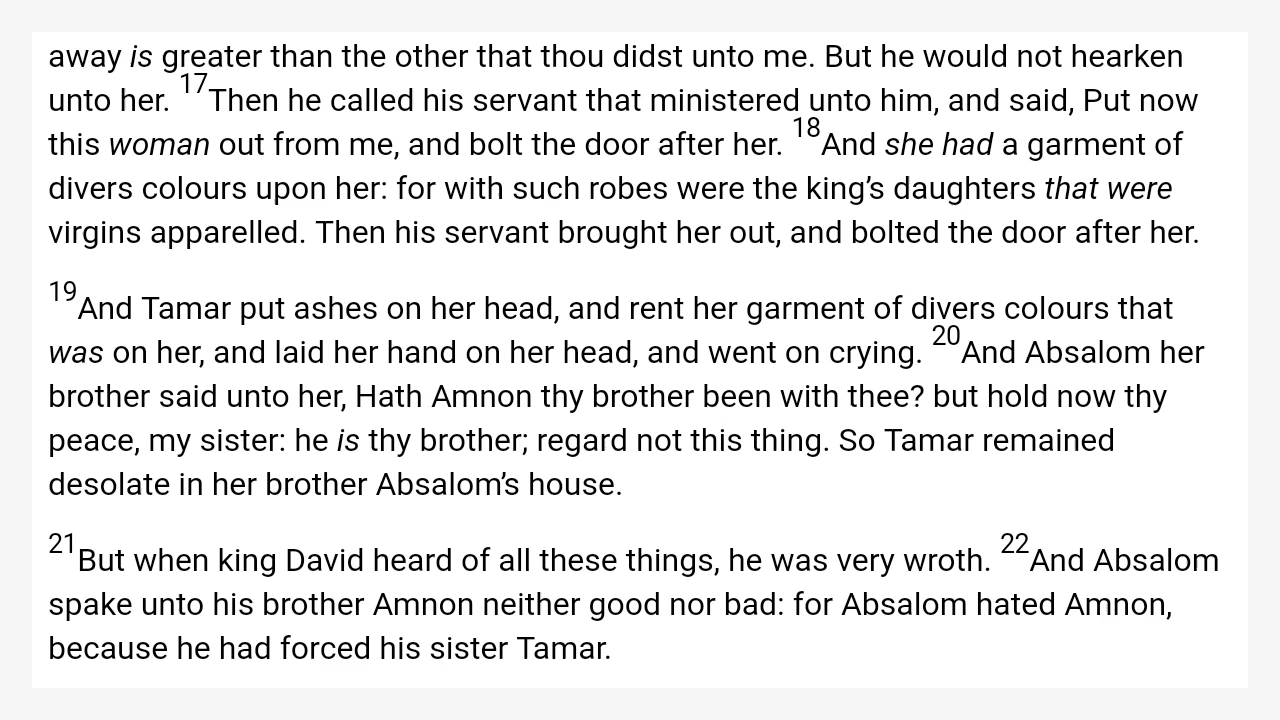 away is greater than the other that thou didst unto me. But he would not hearken
unto her. 17Then he called his servant that ministered unto him, and said, Put now
this woman out from me, and bolt the door after her. 18And she had a garment of
divers colours upon her: for with such robes were the king’s daughters that were
virgins apparelled. Then his servant brought her out, and bolted the door after her.
19And Tamar put ashes on her head, and rent her garment of divers colours that
was on her, and laid her hand on her head, and went on crying. 20And Absalom her
brother said unto her, Hath Amnon thy brother been with thee? but hold now thy
peace, my sister: he is thy brother; regard not this thing. So Tamar remained
desolate in her brother Absalom’s house.
21But when king David heard of all these things, he was very wroth. 22And Absalom
spake unto his brother Amnon neither good nor bad: for Absalom hated Amnon,
because he had forced his sister Tamar.